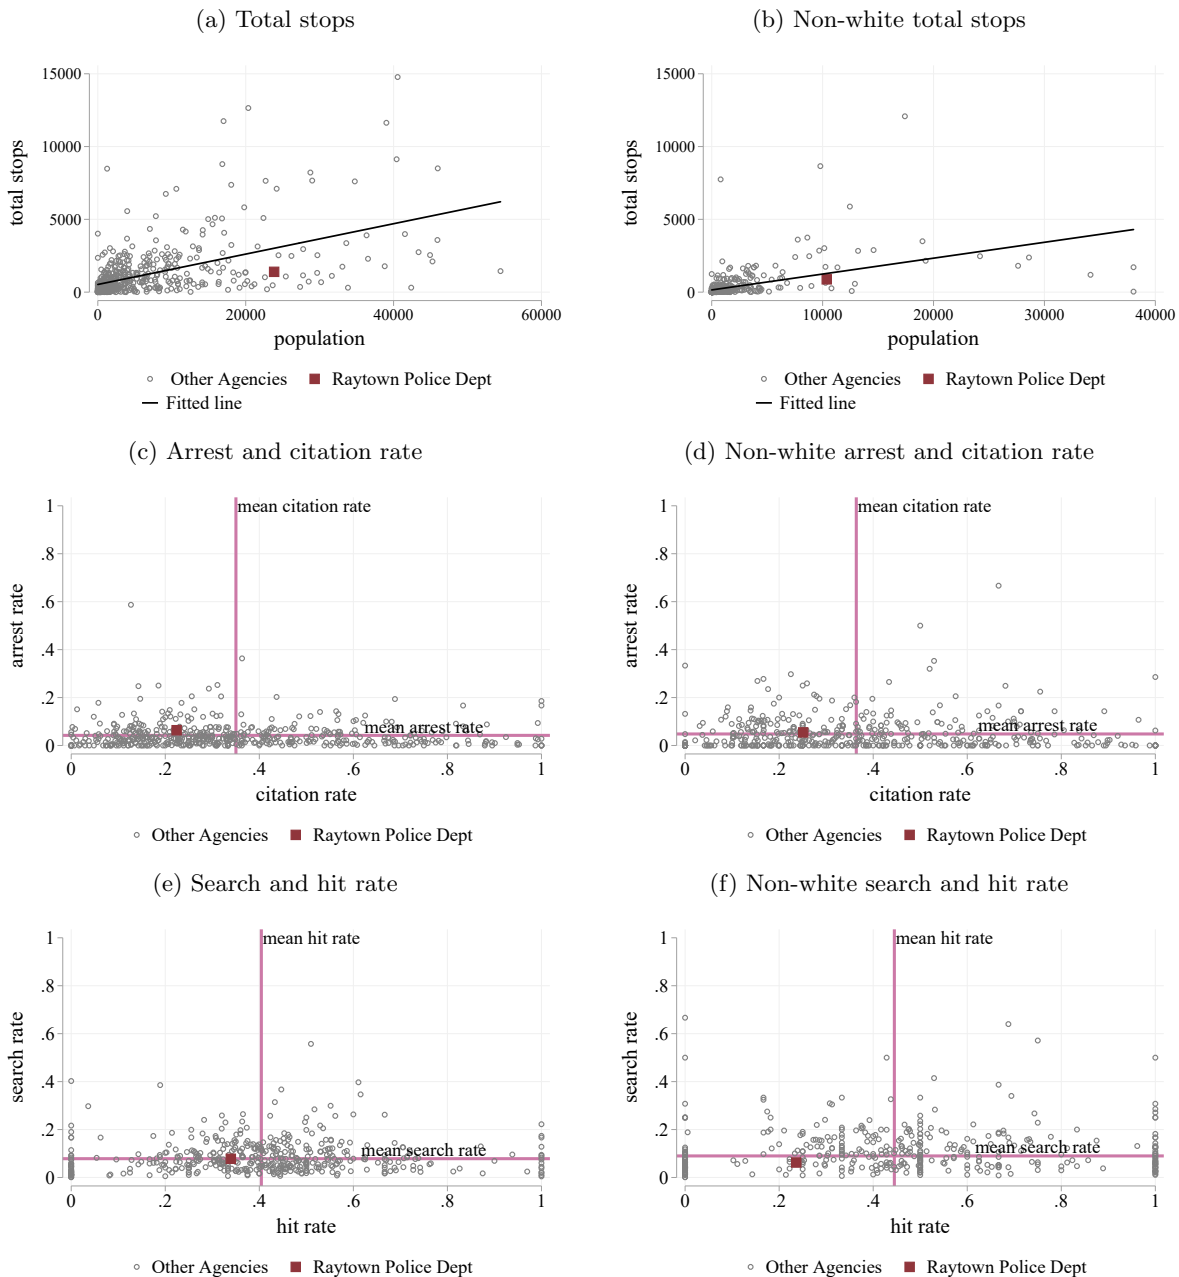 (a) Total stops
(b) Non-white total stops
15000
10000
5000
0
total stops
0 20000 40000 60000
population
Other Agencies Raytown Police Dept
Fitted line
15000
10000
5000
0
total stops
0 10000 20000 30000 40000
population
Other Agencies Raytown Police Dept
Fitted line
(c) Arrest and citation rate
(d) Non-white arrest and citation rate
1
.8
.6
.4
.2
0
arrest rate
mean citation rate
mean arrest rate
0 .2 .4 .6 .8 1
citation rate
Other Agencies Raytown Police Dept
1
.8
.6
.4
.2
0
arrest rate
mean citation rate
mean arrest rate
0 .2 .4 .6 .8 1
citation rate
Other Agencies Raytown Police Dept
(e) Search and hit rate
(f) Non-white search and hit rate
1
.8
.6
.4
.2
0
search rate
mean hit rate
mean search rate
0 .2 .4 .6 .8 1
hit rate
Other Agencies Raytown Police Dept
1
.8
.6
.4
.2
0
search rate
mean hit rate
mean search rate
0 .2 .4 .6 .8 1
hit rate
Other Agencies Raytown Police Dept